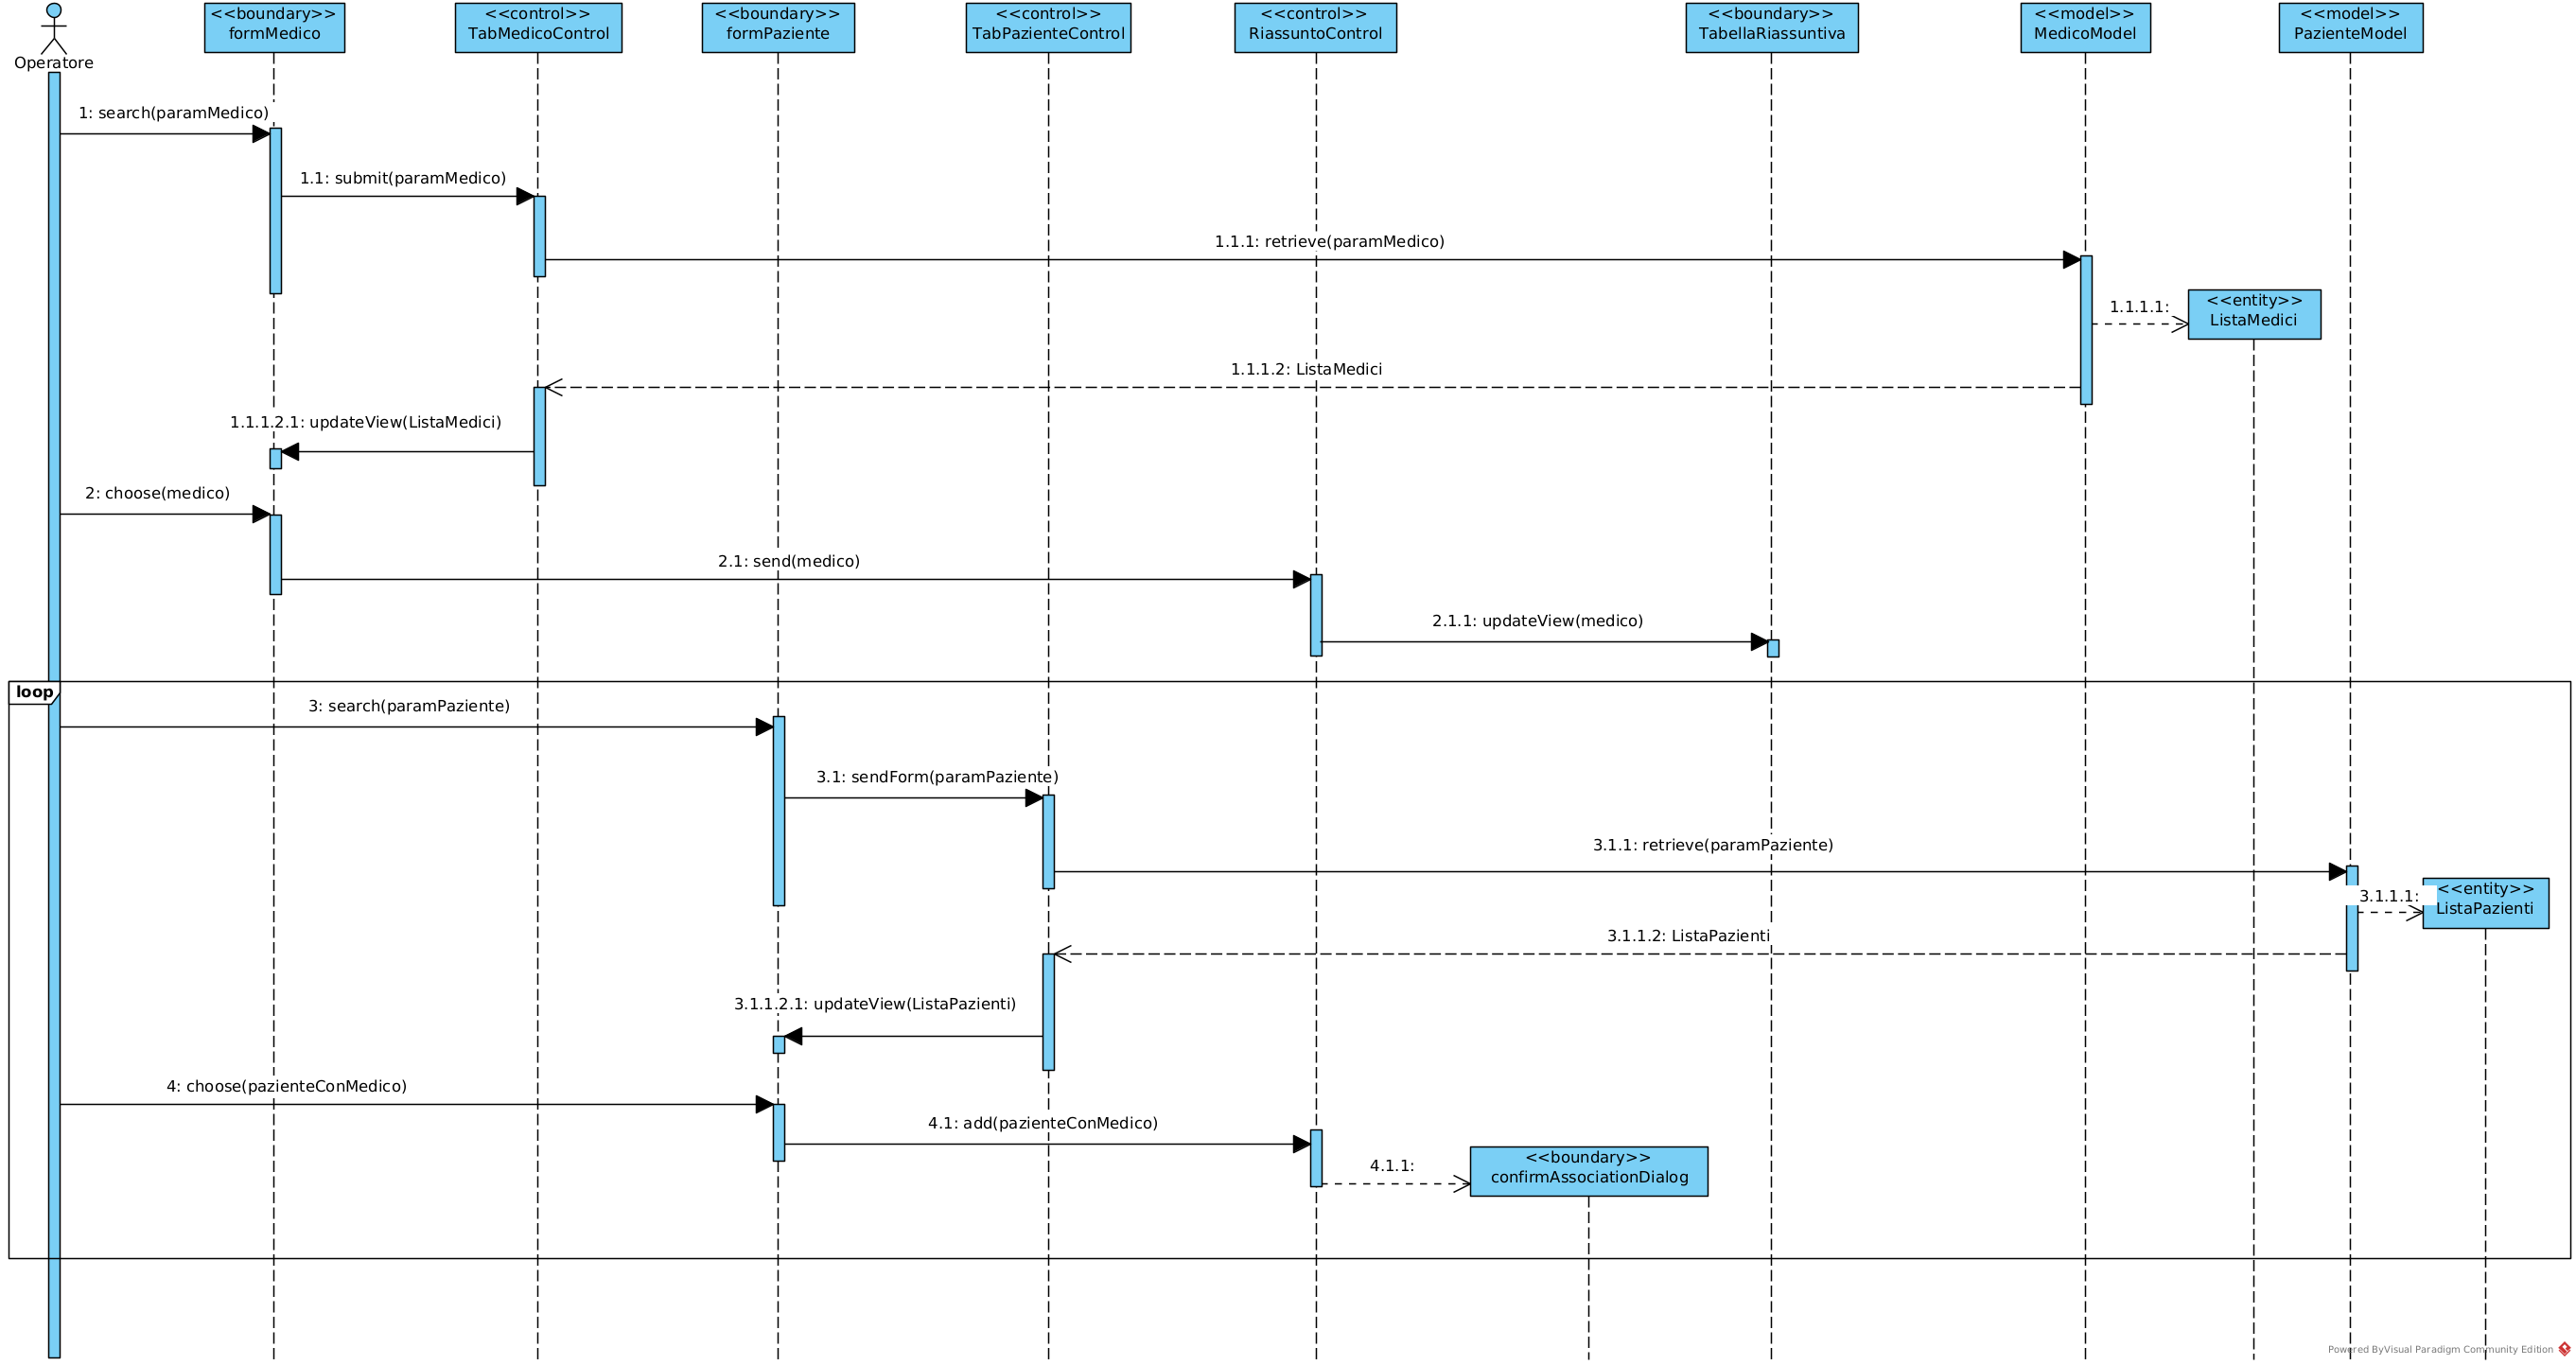 <<boundary>>
formMedico
<<control>>
TabMedicoControl
<<boundary>>
formPaziente
<<control>>
TabPazienteControl
<<control>>
RiassuntoControl
<<boundary>>
TabellaRiassuntiva
<<model>>
MedicoModel
<<model>>
PazienteModel
Operatore
1: search(paramMedico)
1.1: submit(paramMedico)
1.1.1: retrieve(paramMedico)
1.1.1.1:
<<entity>>
ListaMedici
1.1.1.2: ListaMedici
1.1.1.2.1: updateView(ListaMedici)
2: choose(medico)
2.1: send(medico)
2.1.1: updateView(medico)
loop
3: search(paramPaziente)
3.1: sendForm(paramPaziente)
3.1.1: retrieve(paramPaziente)
3.1.1.1:
<<entity>>
ListaPazienti
3.1.1.2: ListaPazienti
3.1.1.2.1: updateView(ListaPazienti)
4: choose(pazienteConMedico)
4.1: add(pazienteConMedico)
4.1.1:
<<boundary>>
confirmAssociationDialog
Powered ByVisual Paradigm Community Edition